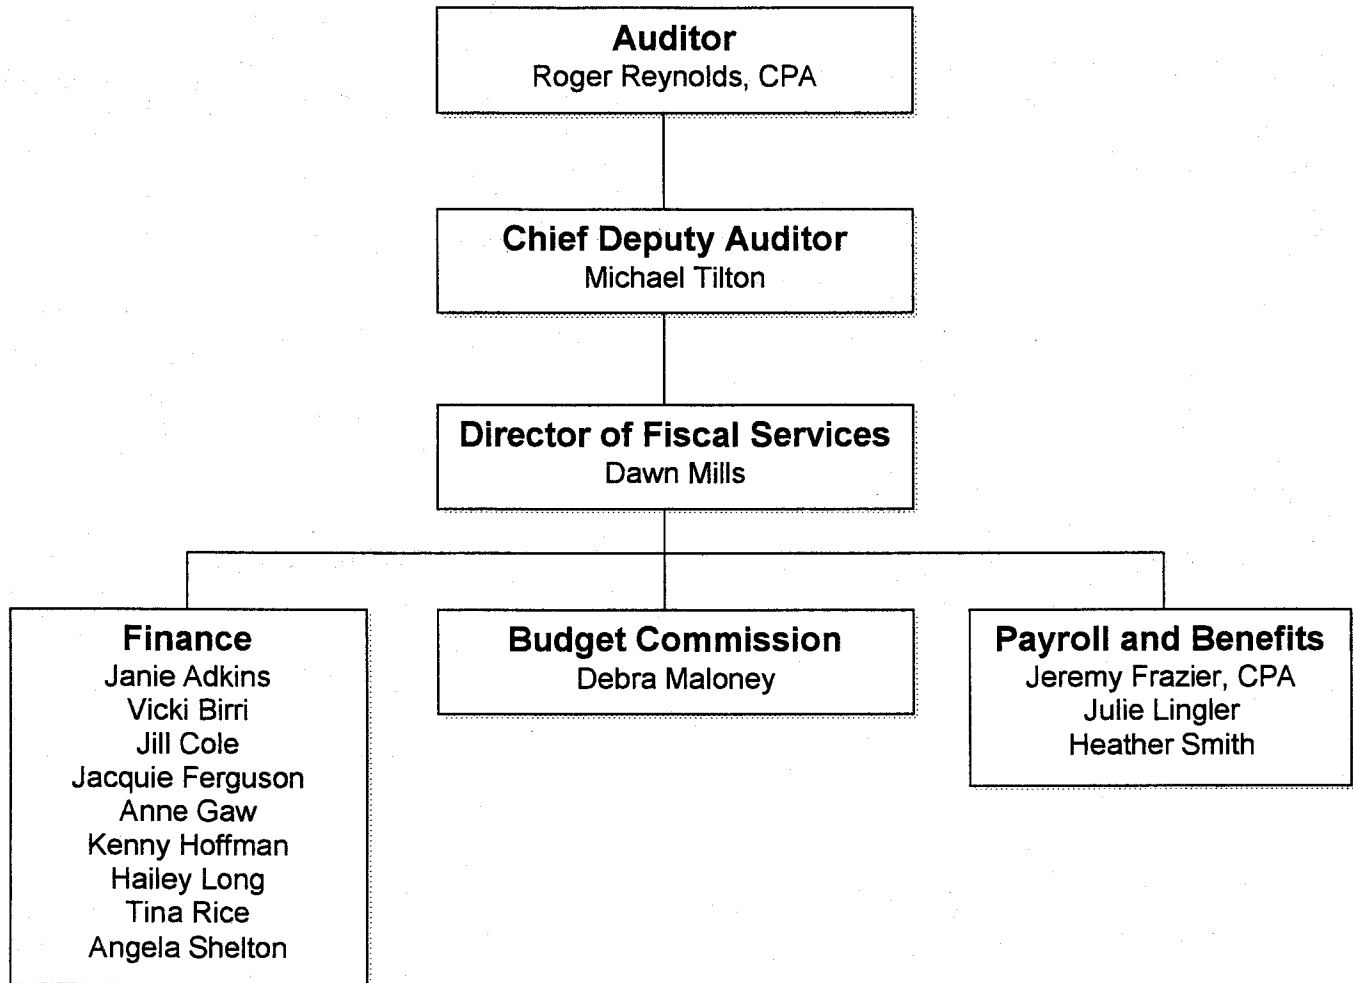 Auditor
Roger Reynolds, CPA
Chief Deputy Auditor
Michael Tilton
Director of Fiscal Services
Dawn Mills
Finance
Janie Adkins
Vicki Birri
Jill Cole
Jacquie Ferguson
Anne Gaw
Kenny Hoffman
Hailey Long
Tina Rice
Angela Shelton
Budget Commission
Debra Maloney
Payroll and Benefits
Jeremy Frazier, CPA
Julie Lingler
Heather Smith